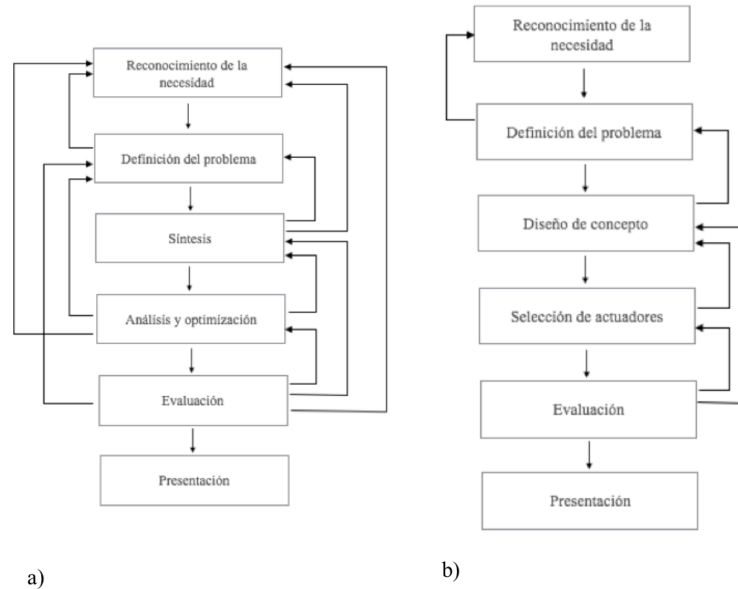 Reconocimiento de la
necesidad
Definición del problema
Síntesis
Análisis y optimización
Evaluación
Presentación
a)
Reconocimiento de la
necesidad
Definición del problema
Diseño de concepto
Selección de actuadores
Evaluación
Presentación
b)